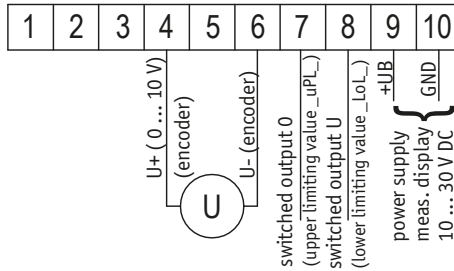 1 2 3 4 5 6 7 8 9 10
U+ ( 0 ... 10 V)
(encoder)
U- (encoder)
U
switched output 0
(upper limiting value _uPL_)
switched output U
(lower limiting value _LoL_)
+UB
GND
power supply
meas. display
10 ... 30 V DC